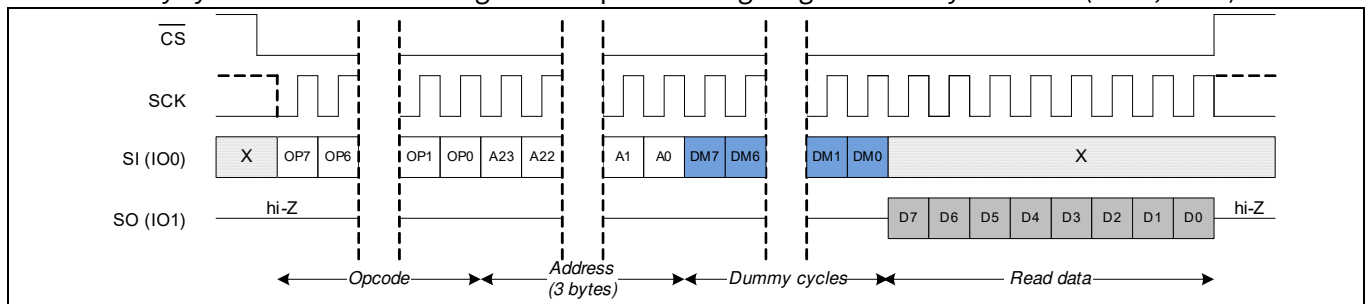 CS
SCK
SI (IO0) X OP7 OP6 OP1 OP0 A23 A22 A1 A0 DM7 DM6 DM1 DM0 X
SO (IO1) hi-Z D7 D6 D5 D4 D3 D2 D1 D0 hi-Z
Opcode Address (3 bytes) Dummy cycles Read data